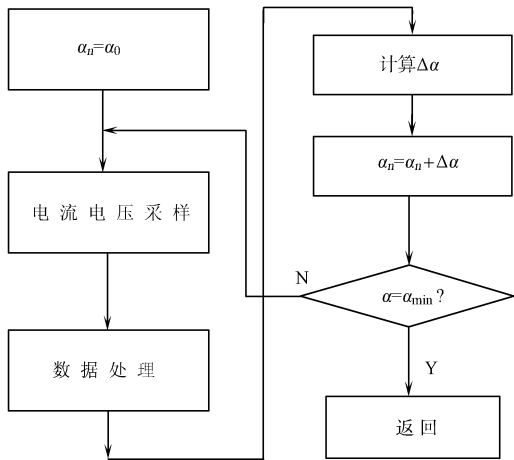 αn=α0
电流电压采样
数据处理
计算Δα
αn=αn+Δα
α=αmin?
N
Y
返回